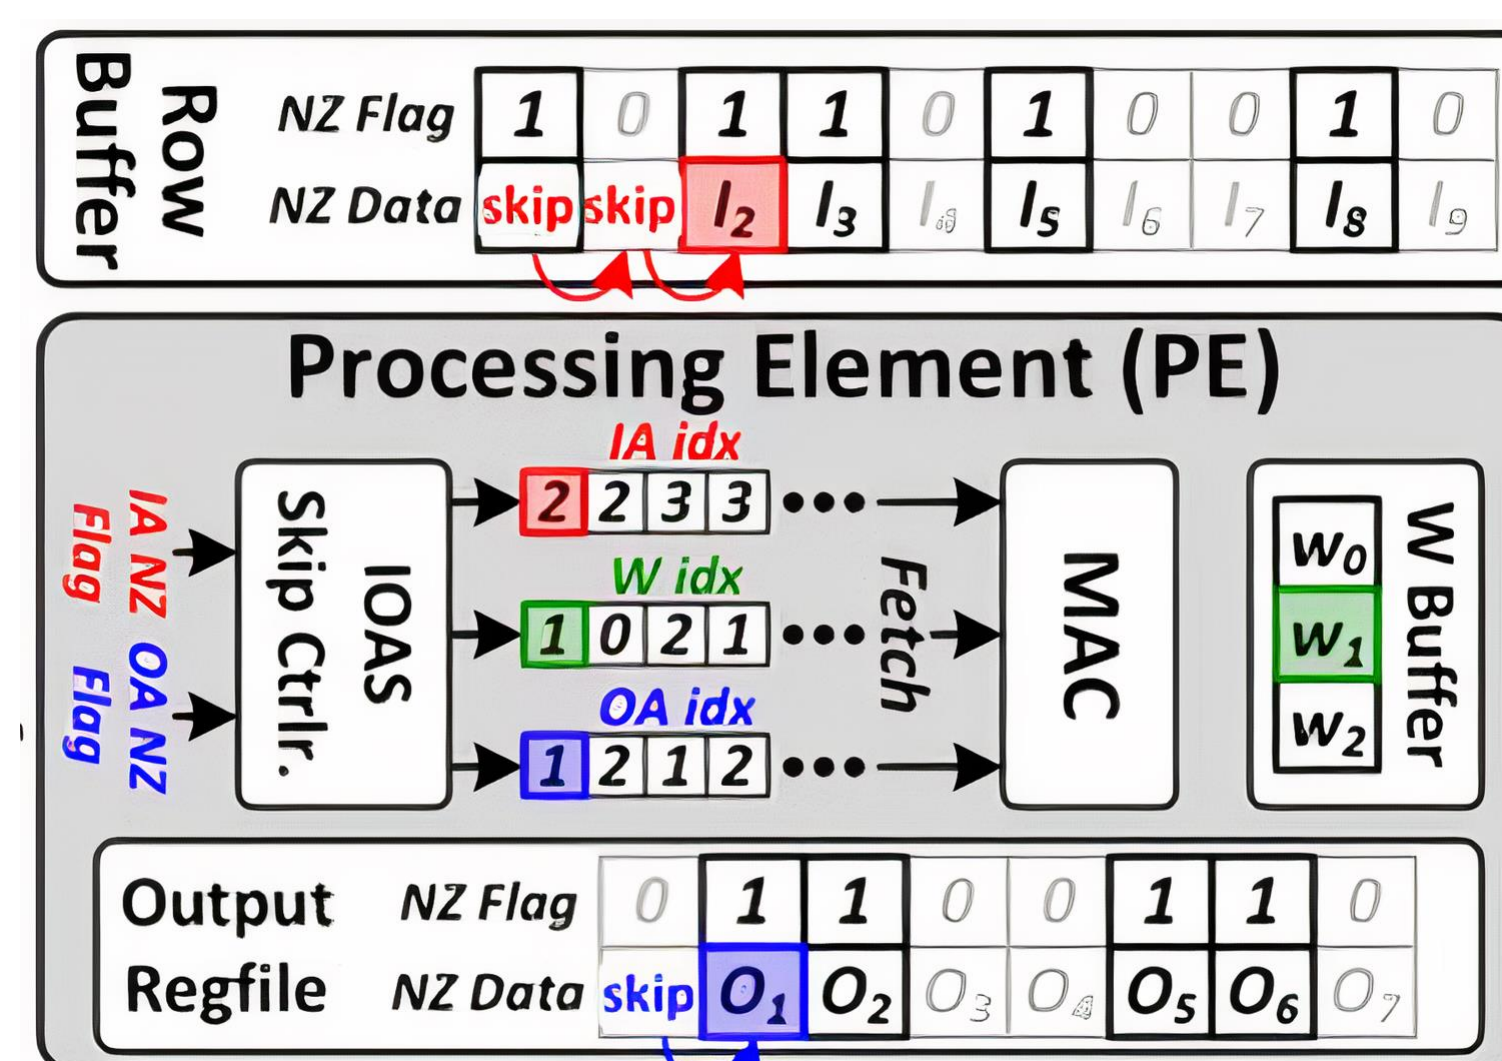 Row Buffer
NZ Flag 1 0 1 1 0 1 0 0 1 0
NZ Data skip skip I2 I3 I5 I6 I7 I8 I9
Processing Element (PE)
IA NZ Flag
OA NZ Flag
IOAS Skip Ctrlr.
IA idx
2 2 3 3 •••
W idx
1 0 2 1 •••
OA idx
1 2 1 2 •••
Fetch
MAC
W Buffer
W0
W1
W2
Output Regfile
NZ Flag 0 1 1 0 0 1 1 0
NZ Data skip O1 O2 O3 O4 O5 O6 O7